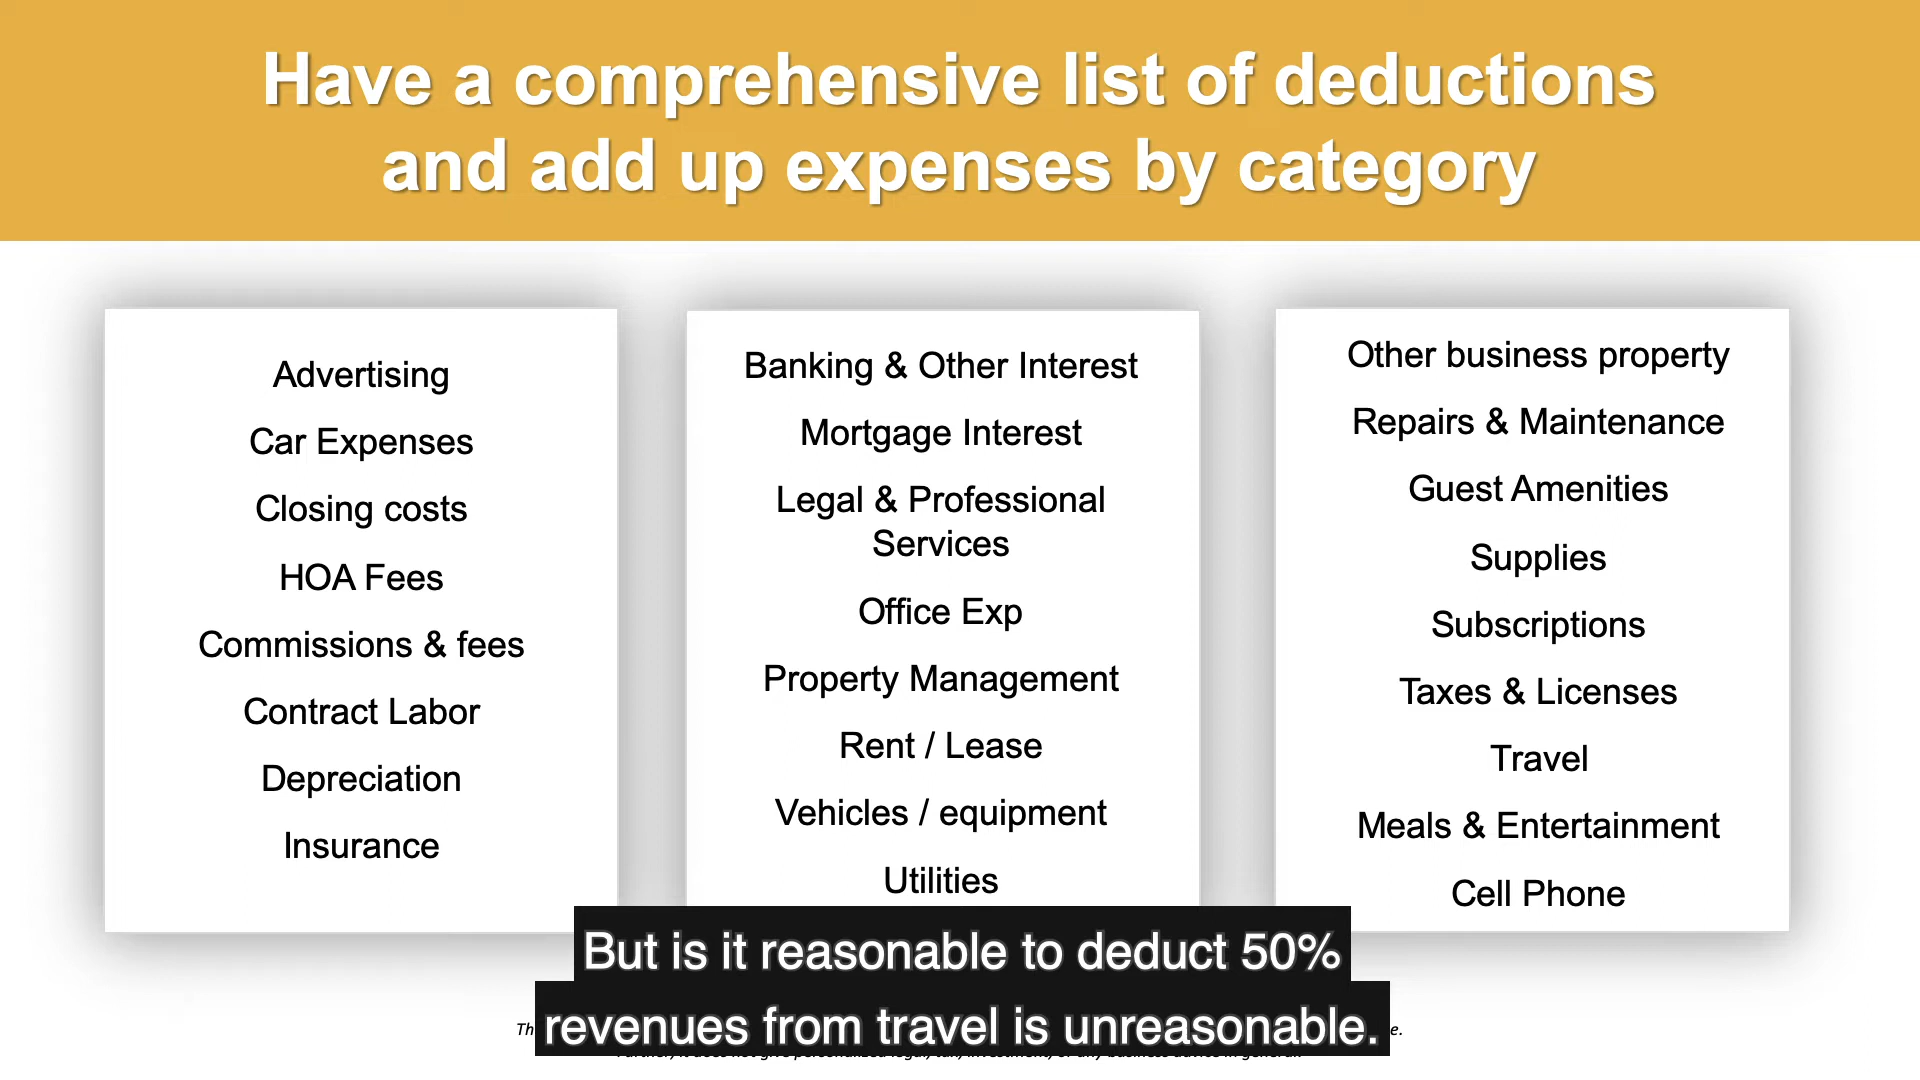 Have a comprehensive list of deductions
and add up expenses by category
Advertising
Car Expenses
Closing costs
HOA Fees
Commissions & fees
Contract Labor
Depreciation
Insurance
Banking & Other Interest
Mortgage Interest
Legal & Professional
Services
Office Exp
Property Management
Rent / Lease
Vehicles / equipment
Utilities
Other business property
Repairs & Maintenance
Guest Amenities
Supplies
Subscriptions
Taxes & Licenses
Travel
Meals & Entertainment
Cell Phone
But is it reasonable to deduct 50%
revenues from travel is unreasonable.